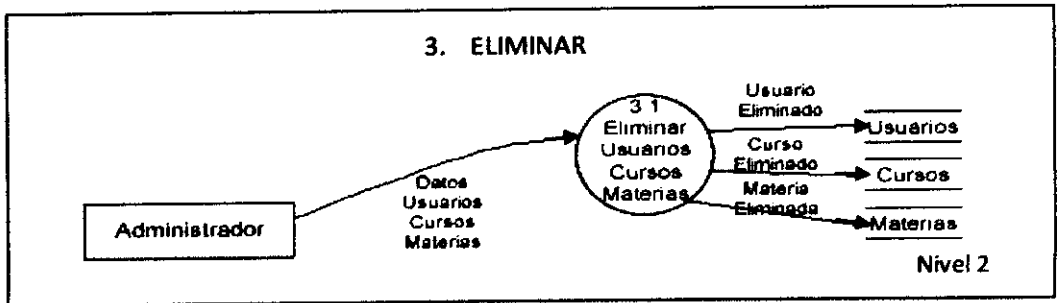 3. ELIMINAR
3 1
Eliminar
Usuarios
Cursos
Materias
Usuario
Eliminado
Usuarios
Curso
Eliminado
Cursos
Materia
Eliminada
Materias
Datos
Usuarios
Cursos
Materias
Administrador
Nivel 2